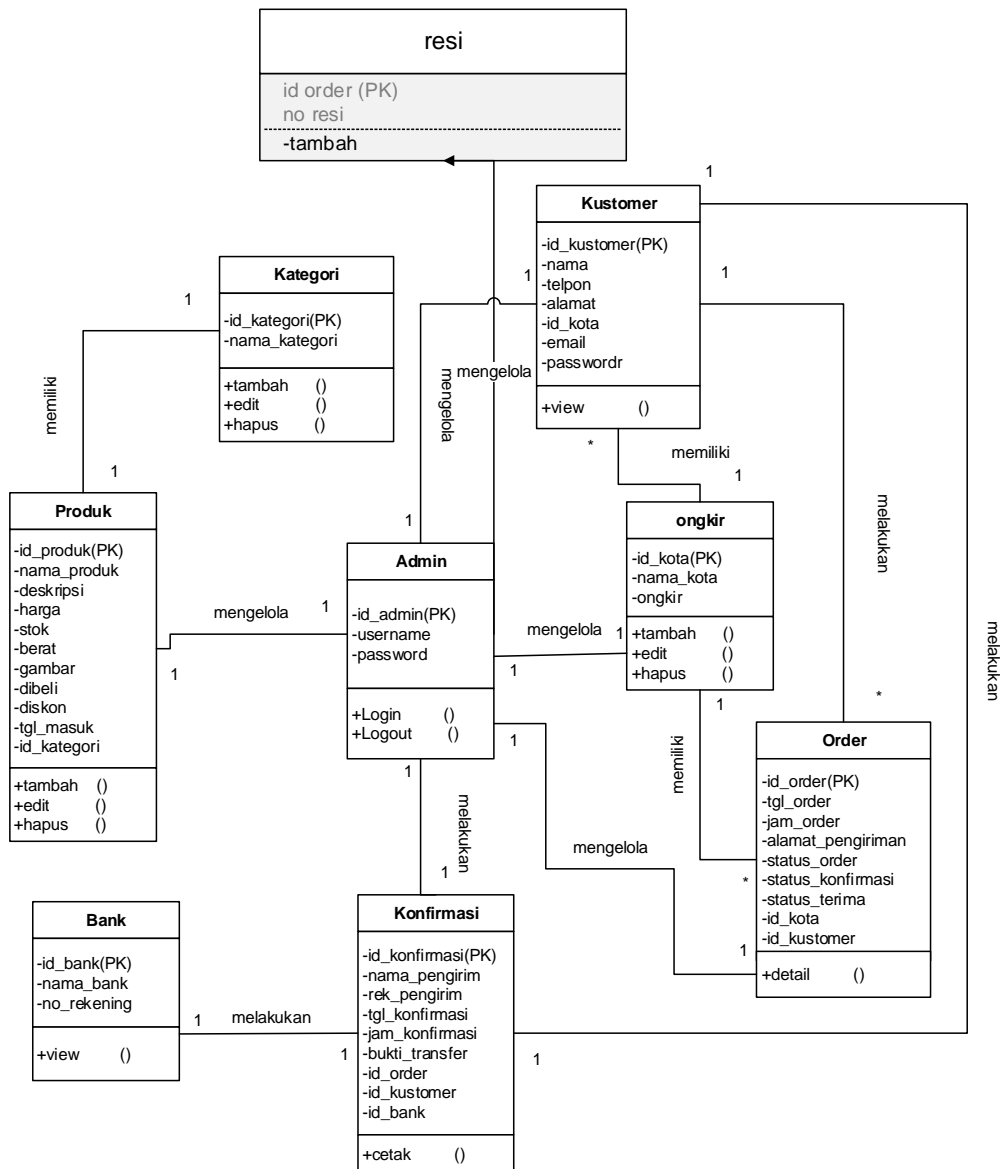 resi
id order (PK)
no resi
-tambah
1
Kustomer
-id_kustomer(PK)
-nama
-telpon
-alamat
-id_kota
-email
-passwordr
+view ()
1
1
Kategori
-id_kategori(PK)
-nama_kategori
+tambah ()
+edit ()
+hapus ()
1
memiliki
1
mengelola
mengelola
*
memiliki
1
melakukan
melakukan
Produk
-id_produk(PK)
-nama_produk
-deskripsi
-harga
-stok
-berat
-gambar
-dibeli
-diskon
-tgl_masuk
-id_kategori
+tambah ()
+edit ()
+hapus ()
mengelola
1
1
1
Admin
-id_admin(PK)
-username
-password
+Login ()
+Logout ()
mengelola
1
1
ongkir
-id_kota(PK)
-nama_kota
-ongkir
+tambah ()
+edit ()
+hapus ()
1
memiliki
*
*
1
mengelola
1
Order
-id_order(PK)
-tgl_order
-jam_order
-alamat_pengiriman
-status_order
-status_konfirmasi
-status_terima
-id_kota
-id_kustomer
+detail ()
1
melakukan
1
Bank
-id_bank(PK)
-nama_bank
-no_rekening
+view ()
1
melakukan
1
Konfirmasi
-id_konfirmasi(PK)
-nama_pengirim
-rek_pengirim
-tgl_konfirmasi
-jam_konfirmasi
-bukti_transfer
-id_order
-id_kustomer
-id_bank
+cetak ()
1